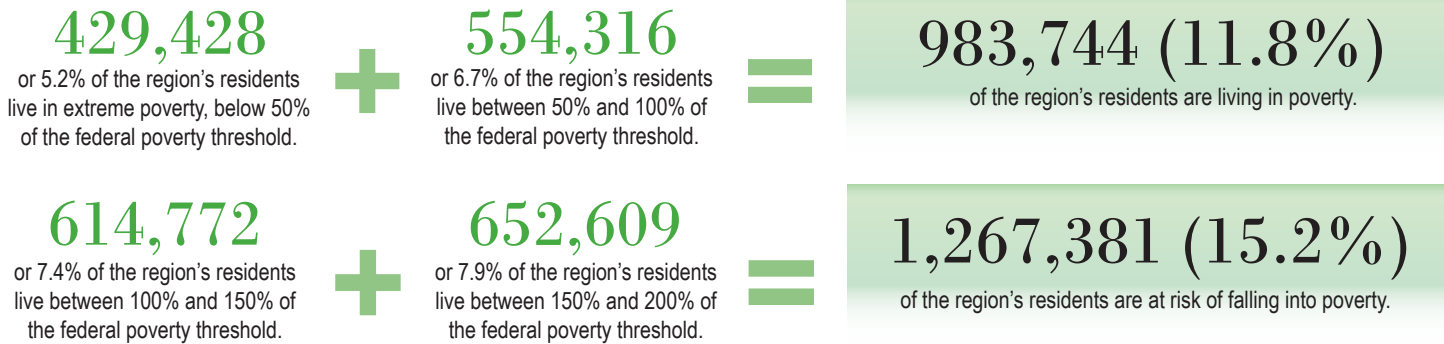 429,428
or 5.2% of the region's residents
live in extreme poverty, below 50%
of the federal poverty threshold.
+
554,316
or 6.7% of the region's residents
live between 50% and 100% of
the federal poverty threshold.
=
983,744 (11.8%)
of the region's residents are living in poverty.
614,772
or 7.4% of the region's residents
live between 100% and 150% of
the federal poverty threshold.
+
652,609
or 7.9% of the region's residents
live between 150% and 200% of
the federal poverty threshold.
=
1,267,381 (15.2%)
of the region's residents are at risk of falling into poverty.